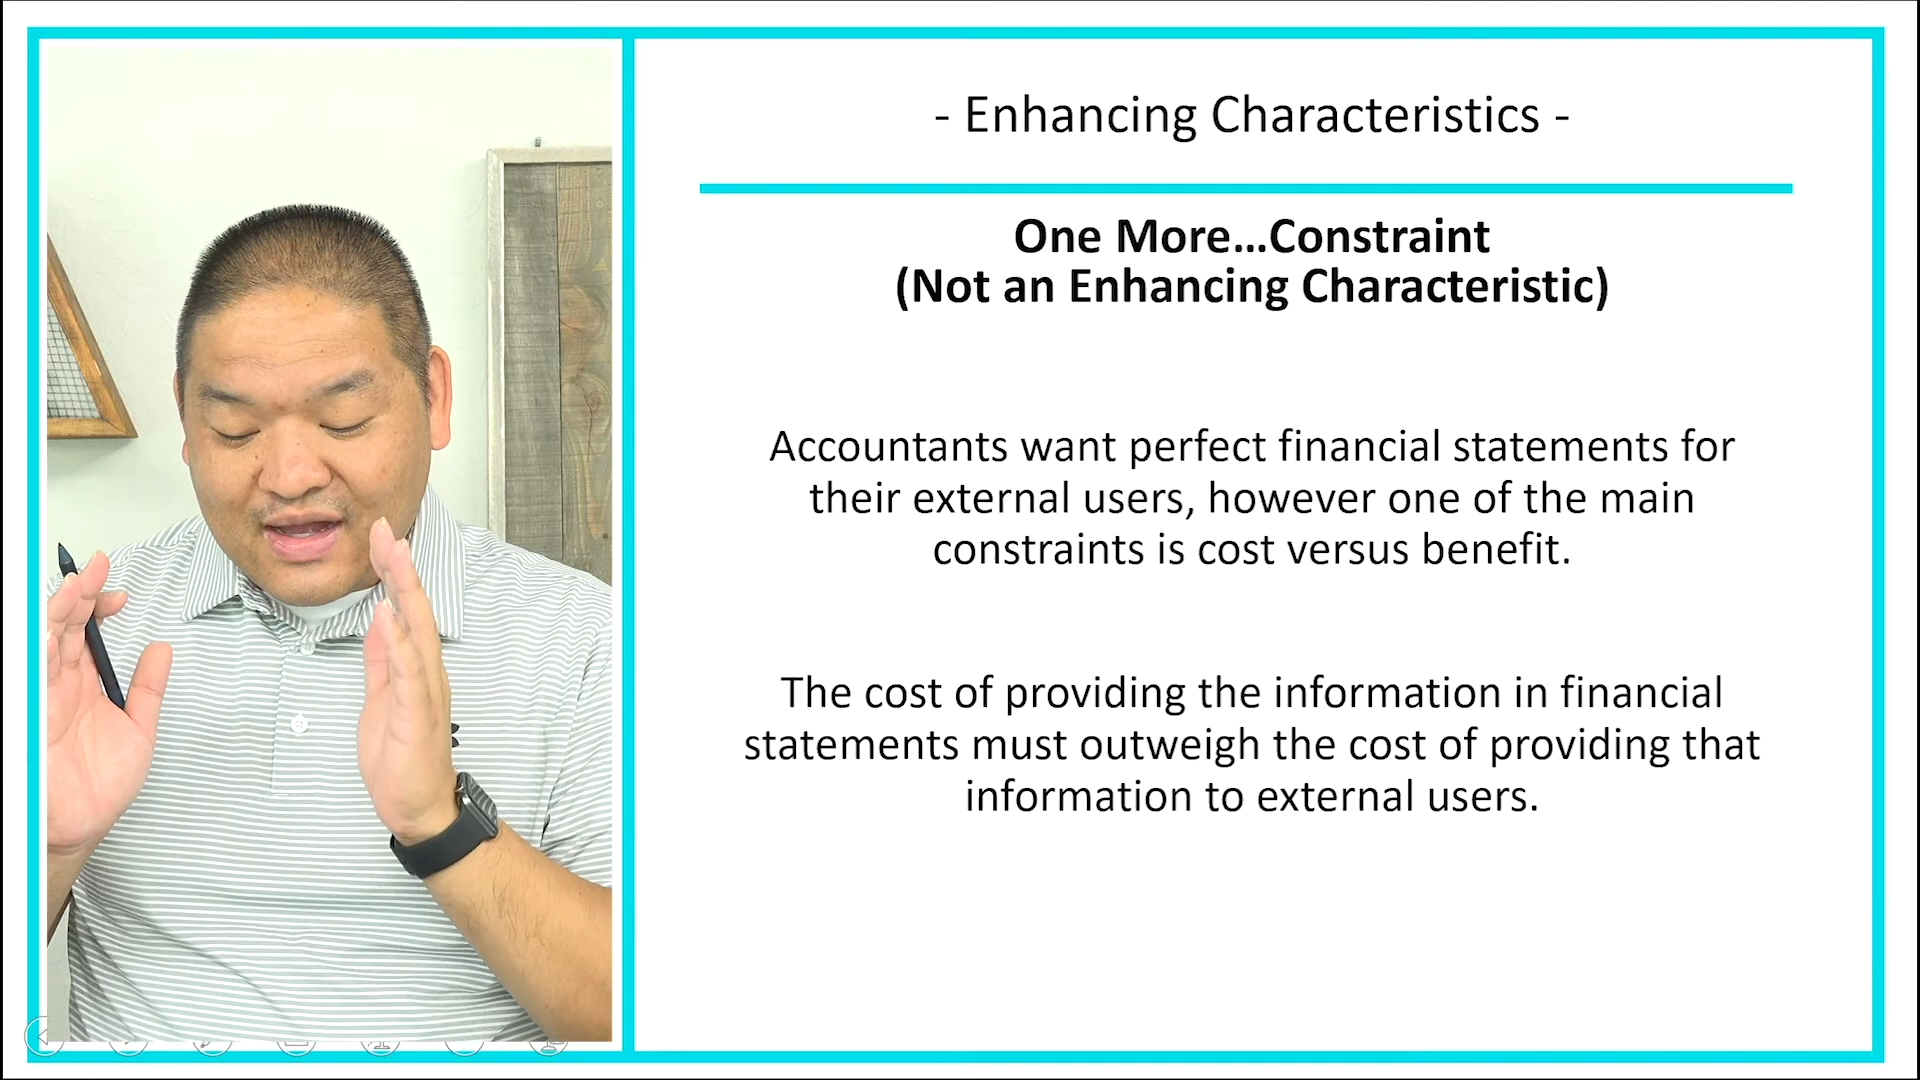 - Enhancing Characteristics -
One More...Constraint
(Not an Enhancing Characteristic)
Accountants want perfect financial statements for
their external users, however one of the main
constraints is cost versus benefit.
The cost of providing the information in financial
statements must outweigh the cost of providing that
information to external users.